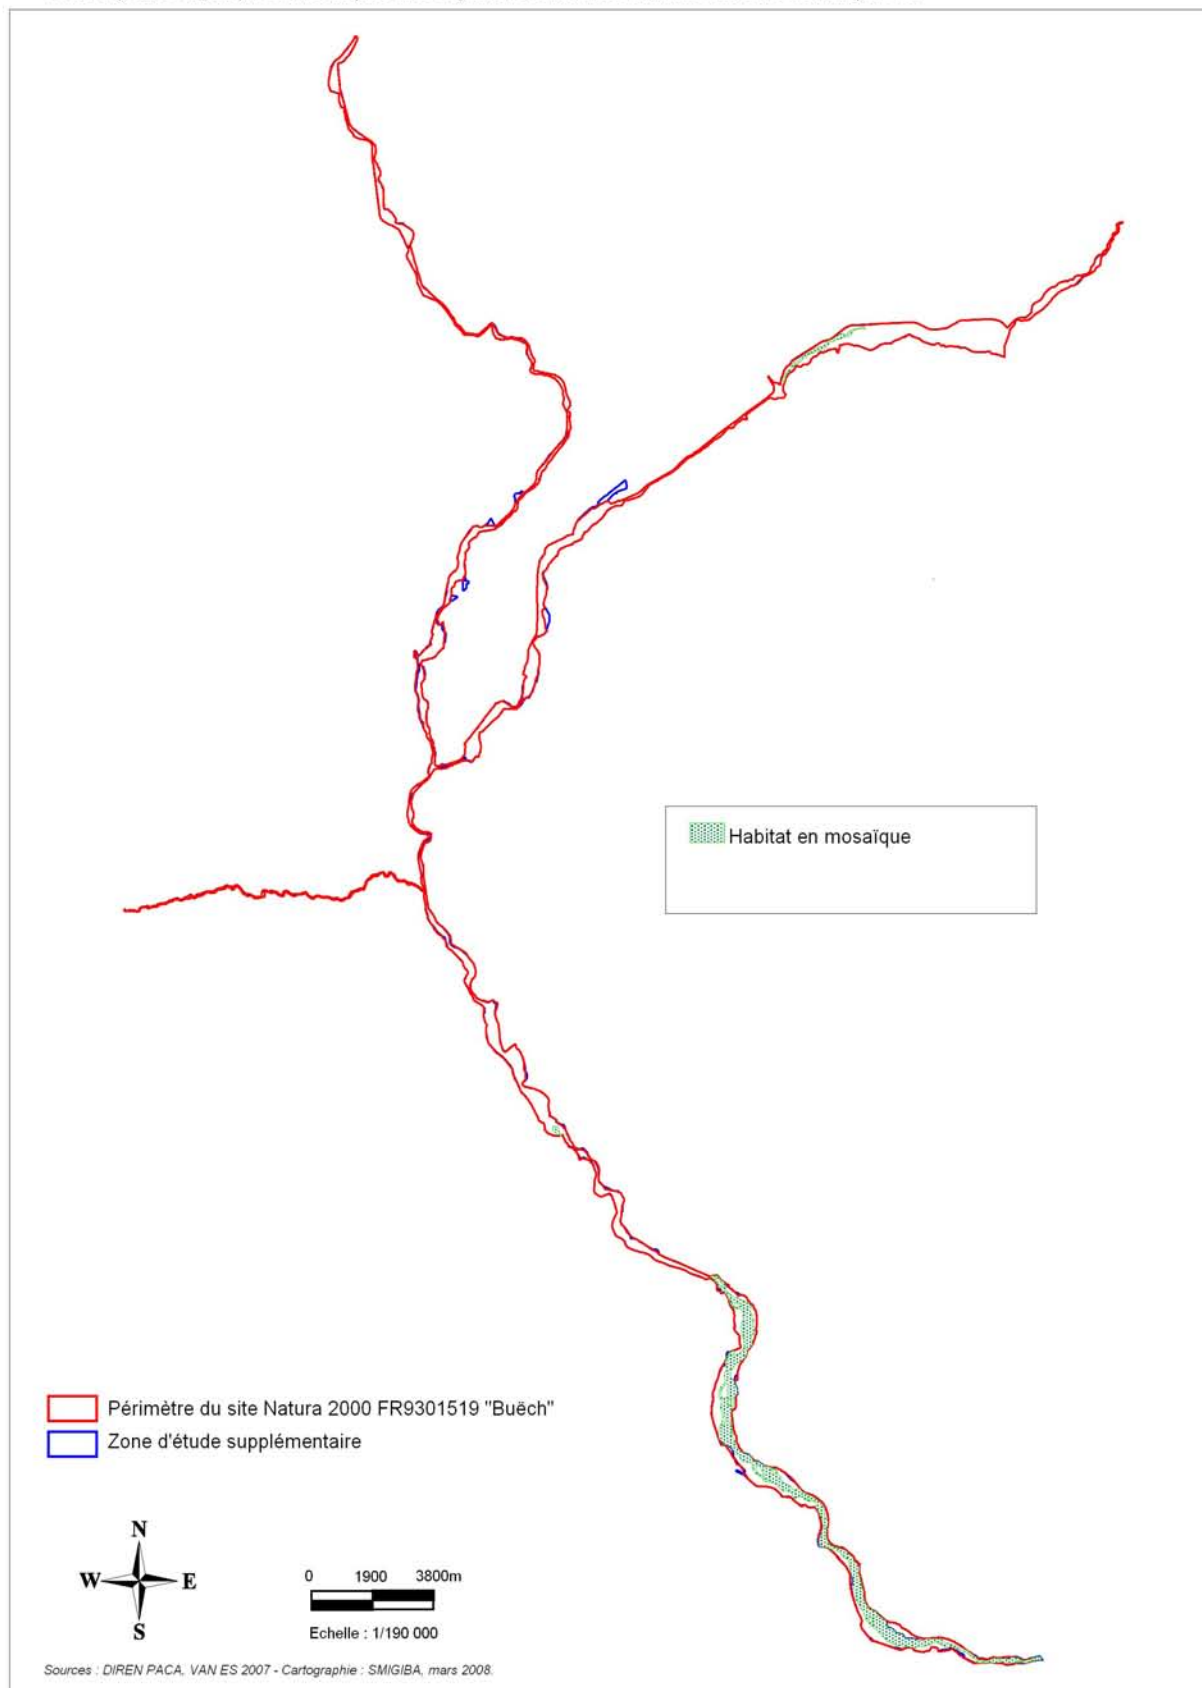 Habitat en mosaïque
Périmètre du site Natura 2000 FR9301519 "Buëch"
Zone d'étude supplémentaire
N
W E
S
0 1900 3800m
Echelle : 1/190 000
Sources : DIREN PACA, VAN ES 2007 - Cartographie : SMIGIBA, mars 2008.